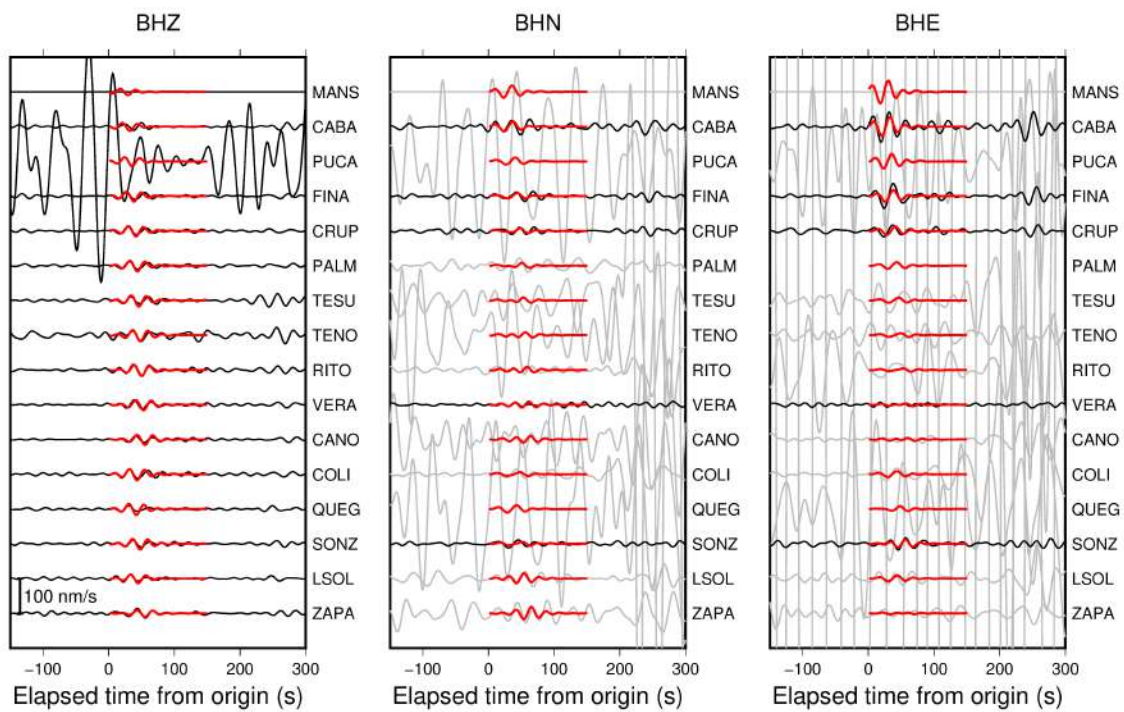 BHZ BHN BHE
MANS MANS MANS
CABA CABA CABA
PUCA PUCA PUCA
FINA FINA FINA
CRUP CRUP CRUP
PALM PALM PALM
TESU TESU TESU
TENO TENO TENO
RITO RITO RITO
VERA VERA VERA
CANO CANO CANO
COLI COLI COLI
QUEG QUEG QUEG
SONZ SONZ SONZ
LSOL LSOL LSOL
100 nm/s
ZAPA ZAPA ZAPA
−100 0 100 200 300 −100 0 100 200 300 −100 0 100 200 300
Elapsed time from origin (s) Elapsed time from origin (s) Elapsed time from origin (s)